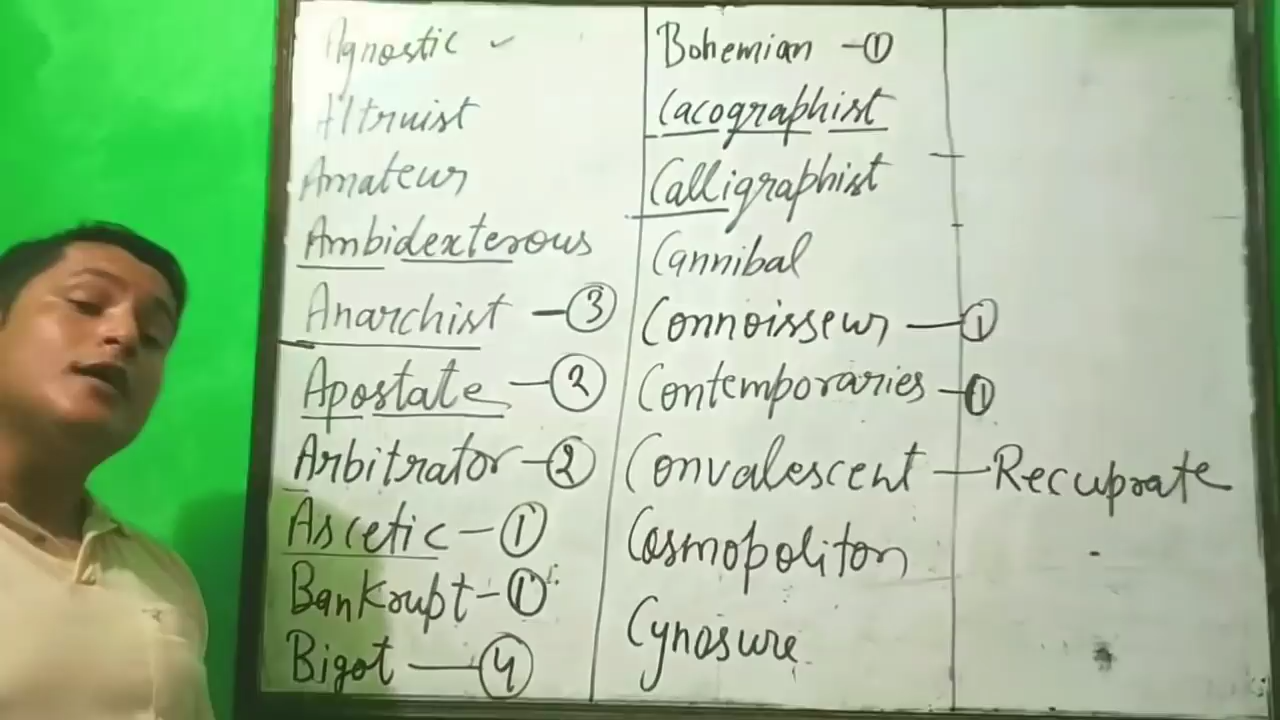 Agnostic ✓
Altruist
Amateur
Ambidexterous
Anarchist - ③
Apostate - ②
Arbitrator - ②
Ascetic - ①
Bankrupt - ①
Bigot - ④
Bohemian - ①
Cacographist
Calligraphist
Cannibal
Connoisseur - ①
Contemporaries - ①
Convalescent - Recuprate
Cosmopoliton
Cynosure